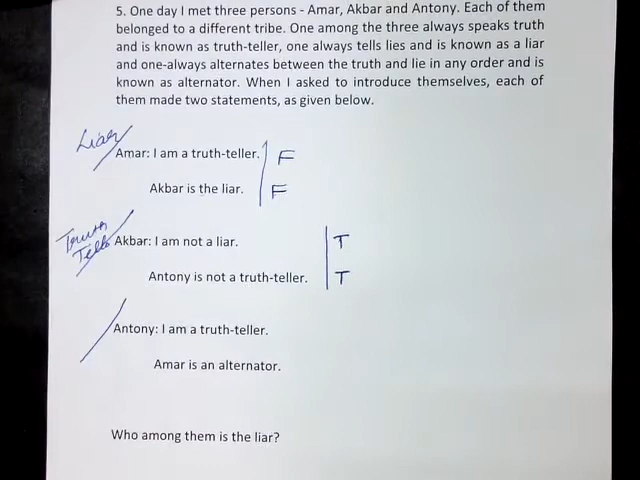 5. One day I met three persons - Amar, Akbar and Antony. Each of them
belonged to a different tribe. One among the three always speaks truth
and is known as truth-teller, one always tells lies and is known as a liar
and one-always alternates between the truth and lie in any order and is
known as alternator. When I asked to introduce themselves, each of
them made two statements, as given below.
Liar
Amar: I am a truth-teller. F
Akbar is the liar. F
Truth
Teller
Akbar: I am not a liar. T
Antony is not a truth-teller. T
Antony: I am a truth-teller.
Amar is an alternator.
Who among them is the liar?